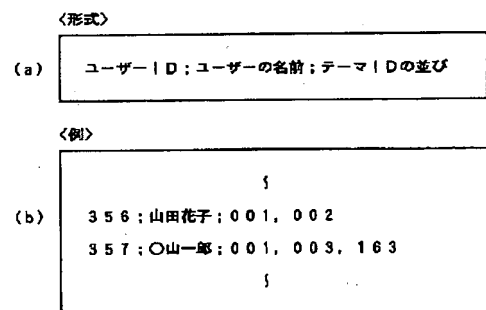 〈形式〉
(a) ユーザーID;ユーザーの名前;テーマIDの並び
〈例〉
(b) 356;山田花子;001, 002
357;〇山一郎;001, 003, 163